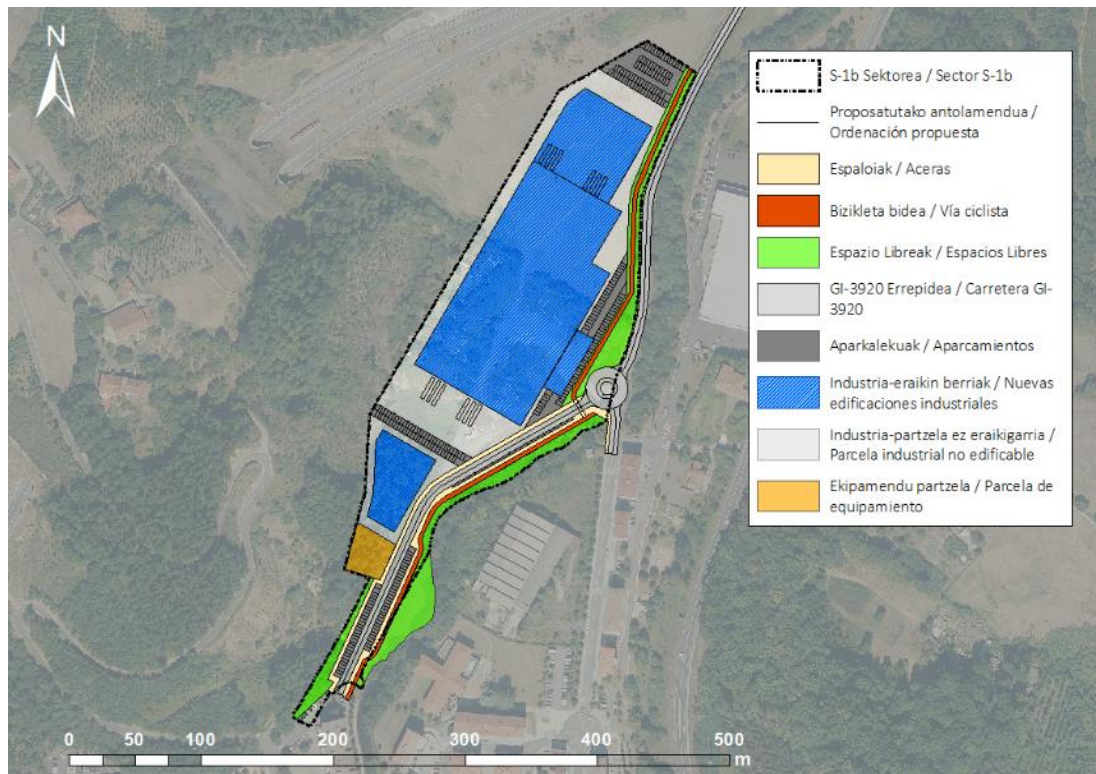 N
S-1b Sektorea / Sector S-1b
Proposatutako antolamendua /
Ordenación propuesta
Espaloiak / Aceras
Bizikleta bidea / Vía ciclista
Espazio Libreak / Espacios Libres
GI-3920 Errepidea / Carretera GI-
3920
Aparkalekuak / Aparcamientos
Industria-eraikin berriak / Nuevas
edificaciones industriales
Industria-partzela ez eraikigarria /
Parcela industrial no edificable
Ekipamendu partzela / Parcela de
equipamiento
0 50 100 200 300 400 500
m